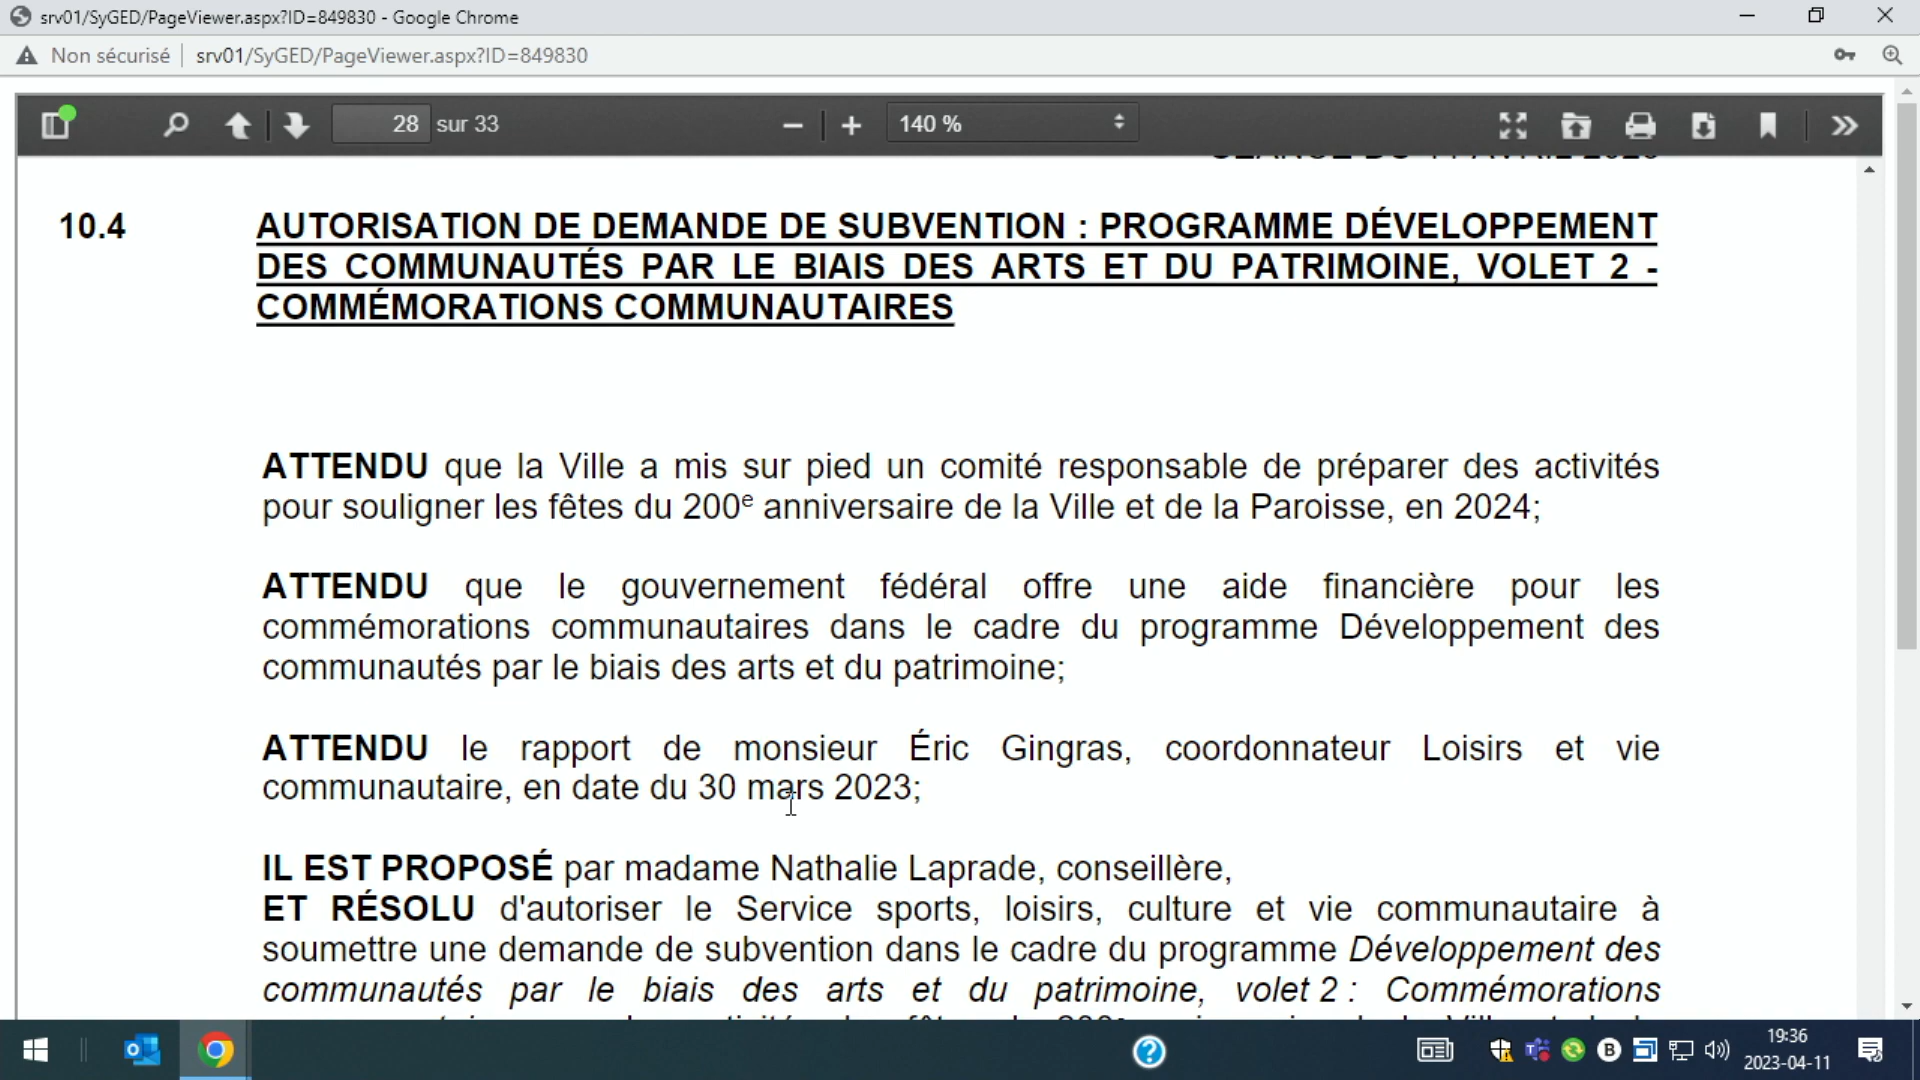 srv01/SyGED/PageViewer.aspx?ID=849830 - Google Chrome
Non sécurisé srv01/SyGED/PageViewer.aspx?ID=849830
28 sur 33 140 %
10.4 AUTORISATION DE DEMANDE DE SUBVENTION : PROGRAMME DÉVELOPPEMENT
DES COMMUNAUTÉS PAR LE BIAIS DES ARTS ET DU PATRIMOINE, VOLET 2 -
COMMÉMORATIONS COMMUNAUTAIRES
ATTENDU que la Ville a mis sur pied un comité responsable de préparer des activités
pour souligner les fêtes du 200e anniversaire de la Ville et de la Paroisse, en 2024;
ATTENDU que le gouvernement fédéral offre une aide financière pour les
commémorations communautaires dans le cadre du programme Développement des
communautés par le biais des arts et du patrimoine;
ATTENDU le rapport de monsieur Éric Gingras, coordonnateur Loisirs et vie
communautaire, en date du 30 mars 2023;
IL EST PROPOSÉ par madame Nathalie Laprade, conseillère,
ET RÉSOLU d'autoriser le Service sports, loisirs, culture et vie communautaire à
soumettre une demande de subvention dans le cadre du programme Développement des
communautés par le biais des arts et du patrimoine, volet 2 : Commémorations
19:36
2023-04-11